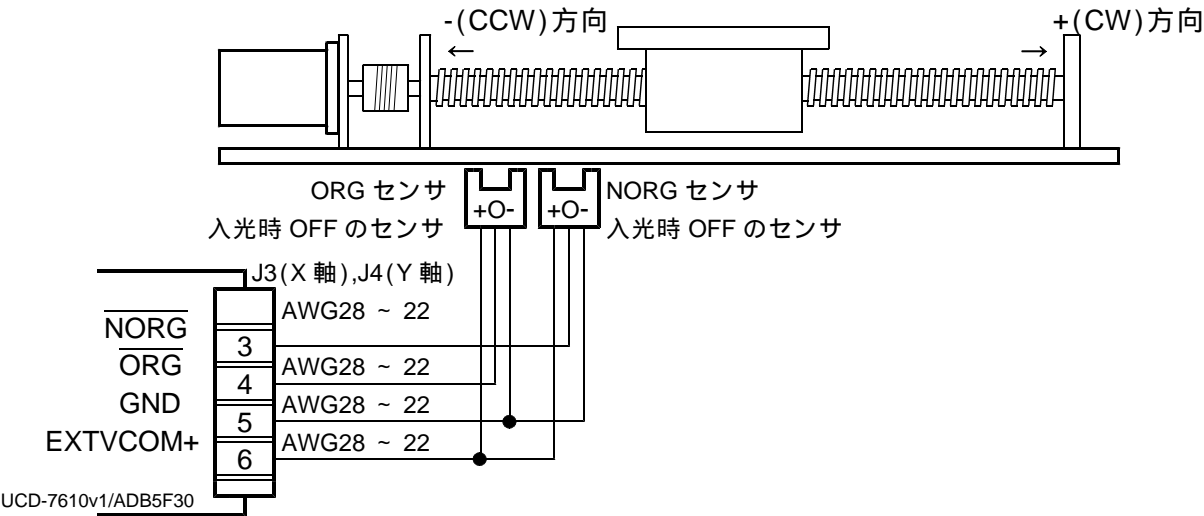 -(CCW)方向
+(CW)方向
←
→
ORG センサ
NORG センサ
+O-
+O-
入光時 OFF のセンサ
入光時 OFF のセンサ
J3(X 軸),J4(Y 軸)
AWG28 ~ 22
NORG
3
ORG
AWG28 ~ 22
4
GND
AWG28 ~ 22
5
EXTVCOM+
AWG28 ~ 22
6
UCD-7610v1/ADB5F30